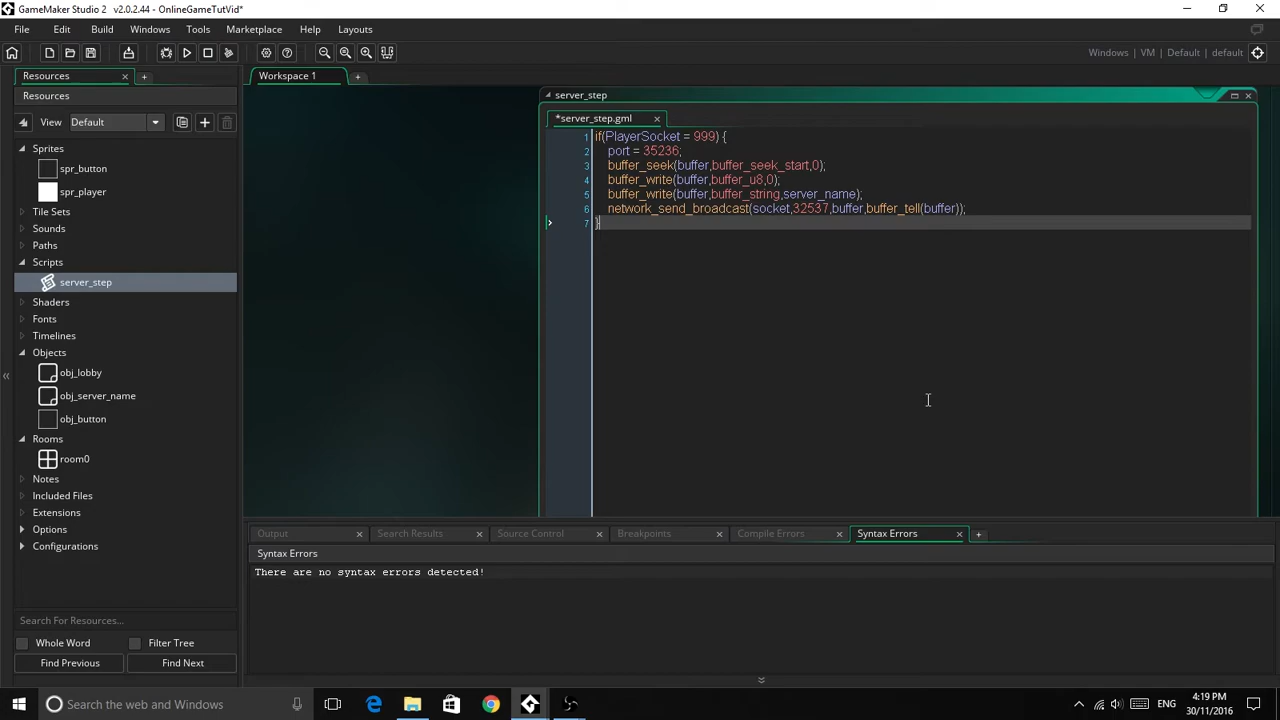 GameMaker Studio 2 v2.0.2.44 - OnlineGameTutVid*
File Edit Build Windows Tools Marketplace Help Layouts
Windows | VM | Default | default
Resources
Workspace 1
Resources
View Default
Sprites
spr_button
spr_player
Tile Sets
Sounds
Paths
Scripts
server_step
Shaders
Fonts
Timelines
Objects
obj_lobby
obj_server_name
obj_button
Rooms
room0
Notes
Included Files
Extensions
Options
Configurations
Search For Resources...
Whole Word Filter Tree
Find Previous Find Next
server_step
*server_step.gml
1 if(PlayerSocket = 999) {
2 port = 35236;
3 buffer_seek(buffer,buffer_seek_start,0);
4 buffer_write(buffer,buffer_u8,0);
5 buffer_write(buffer,buffer_string,server_name);
6 network_send_broadcast(socket,32537,buffer,buffer_tell(buffer));
7 }
Output Search Results Source Control Breakpoints Compile Errors Syntax Errors
Syntax Errors
There are no syntax errors detected!
Search the web and Windows
ENG
4:19 PM
30/11/2016